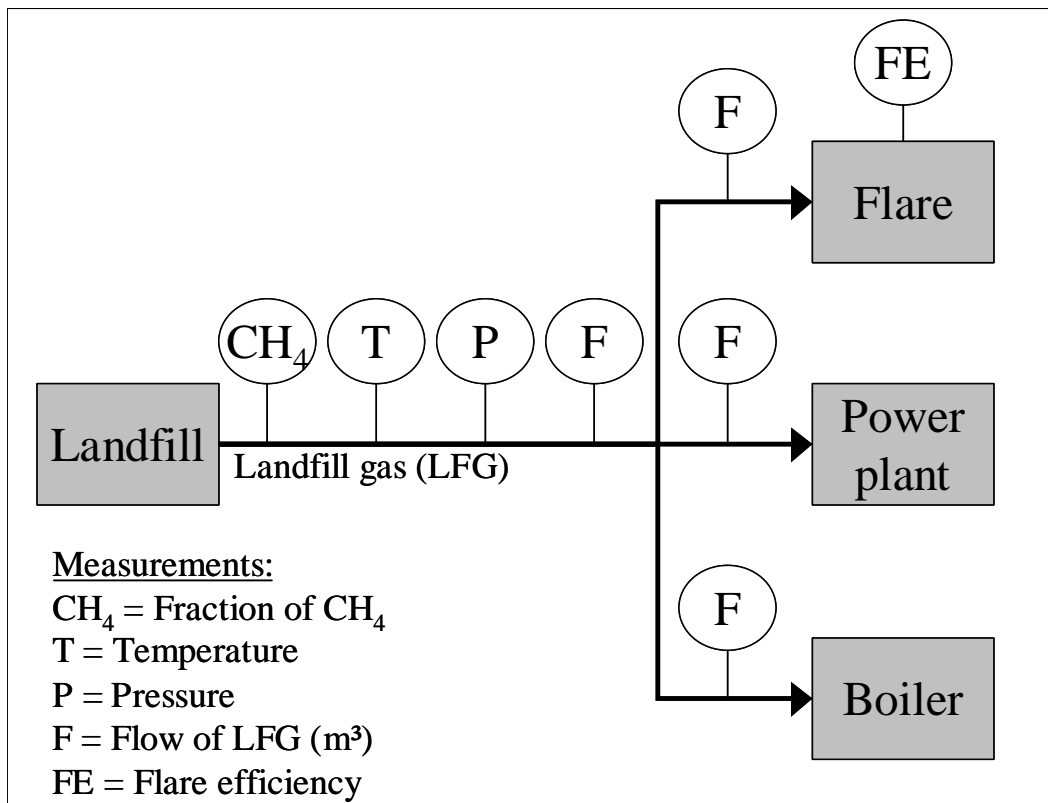 FE
F
Flare
CH₄
T
P
F
F
Landfill
Power
plant
Landfill gas (LFG)
F
Boiler
Measurements:
CH₄ = Fraction of CH₄
T = Temperature
P = Pressure
F = Flow of LFG (m³)
FE = Flare efficiency